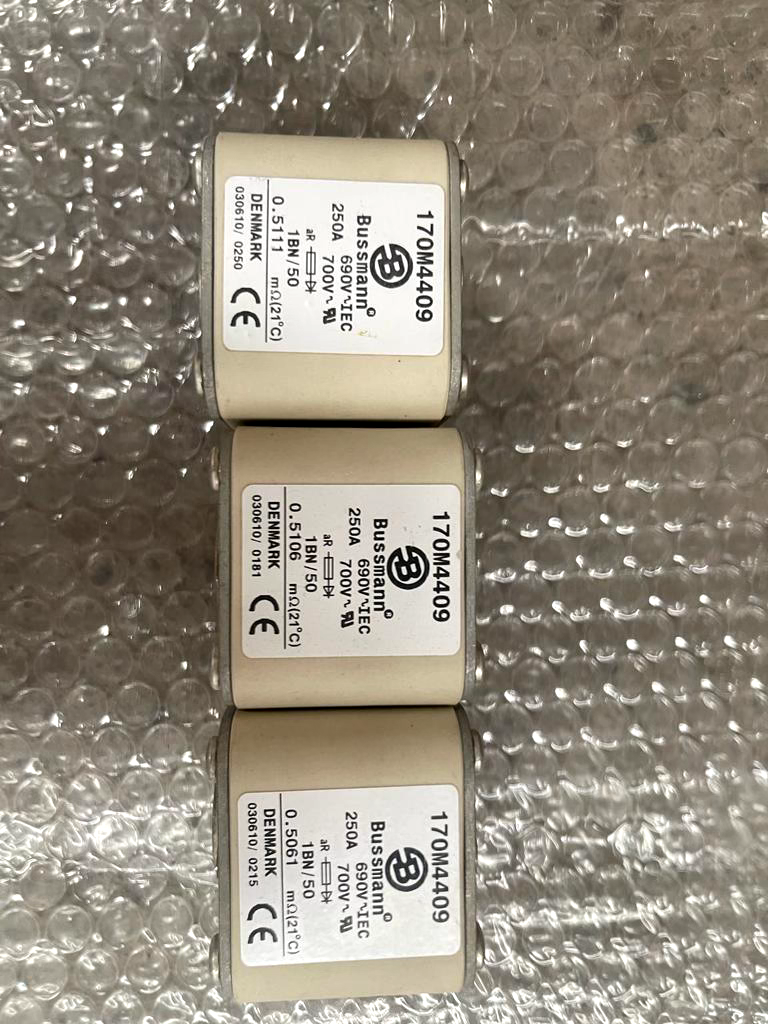 170M4409
B
Bussmann®
250A 690V~IEC
700V~
aR
1BN/50
0.5111 mΩ(21°C)
DENMARK
030610/ 0250
CE
170M4409
B
Bussmann®
250A 690V~IEC
700V~
aR
1BN/50
0.5106 mΩ(21°C)
DENMARK
030610/ 0181
CE
170M4409
B
Bussmann®
250A 690V~IEC
700V~
aR
1BN/50
0.5061 mΩ(21°C)
DENMARK
030610/ 0215
CE